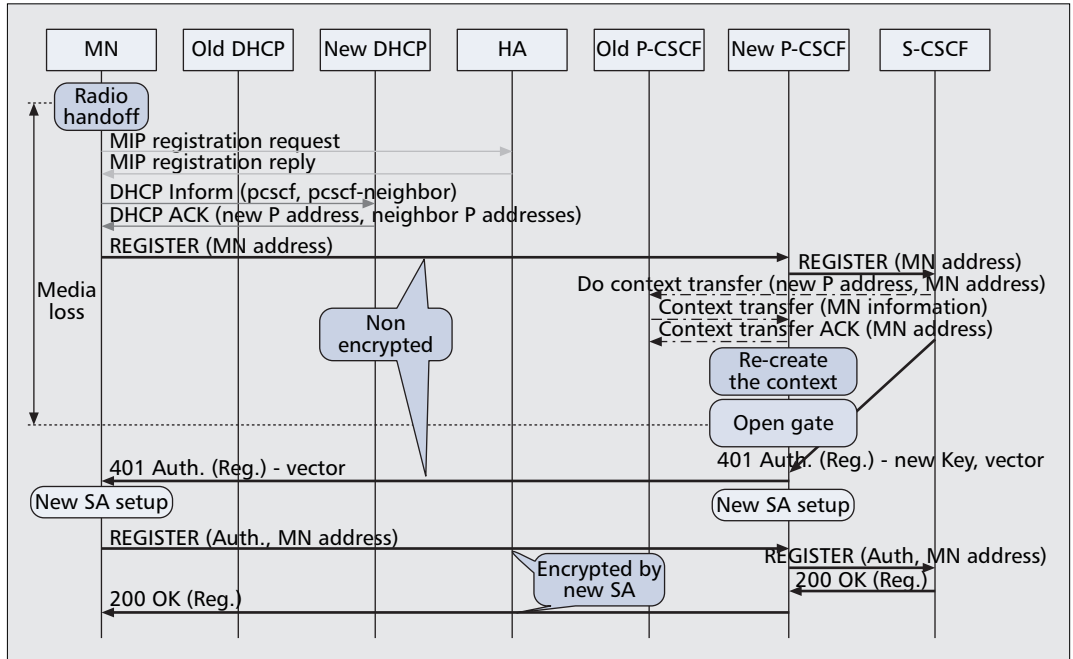 MN
Old DHCP
New DHCP
HA
Old P-CSCF
New P-CSCF
S-CSCF
Radio
handoff
MIP registration request
MIP registration reply
DHCP Inform (pcscf, pcscf-neighbor)
DHCP ACK (new P address, neighbor P addresses)
REGISTER (MN address)
REGISTER (MN address)
Do context transfer (new P address, MN address)
Media
loss
Context transfer (MN information)
Non
encrypted
Context transfer ACK (MN address)
Re-create
the context
Open gate
401 Auth. (Reg.) - vector
401 Auth. (Reg.) - new Key, vector
New SA setup
New SA setup
REGISTER (Auth., MN address)
REGISTER (Auth, MN address)
Encrypted by
new SA
200 OK (Reg.)
200 OK (Reg.)